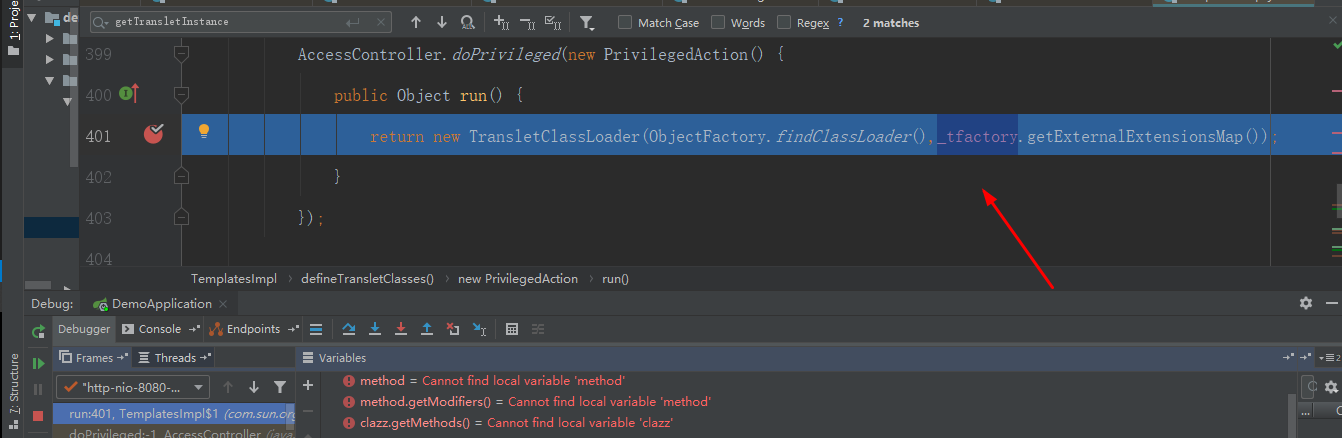 1: Proje
de
getTransletInstance
Match Case
Words
Regex
?
2 matches
399 AccessController.doPrivileged(new PrivilegedAction() {
400 public Object run() {
401 return new TransletClassLoader(ObjectFactory.findClassLoader(),_tfactory.getExternalExtensionsMap());
402 }
403 });
404
TemplatesImpl › defineTransletClasses() › new PrivilegedAction › run()
Debug: DemoApplication
Debugger Console Endpoints
Frames Threads
Variables
"http-nio-8080-...
run:401, TemplatesImpl$1 (com.sun.org
doPrivileged:-1, AccessController (java
method = Cannot find local variable 'method'
method.getModifiers() = Cannot find local variable 'method'
clazz.getMethods() = Cannot find local variable 'clazz'
7: Structure